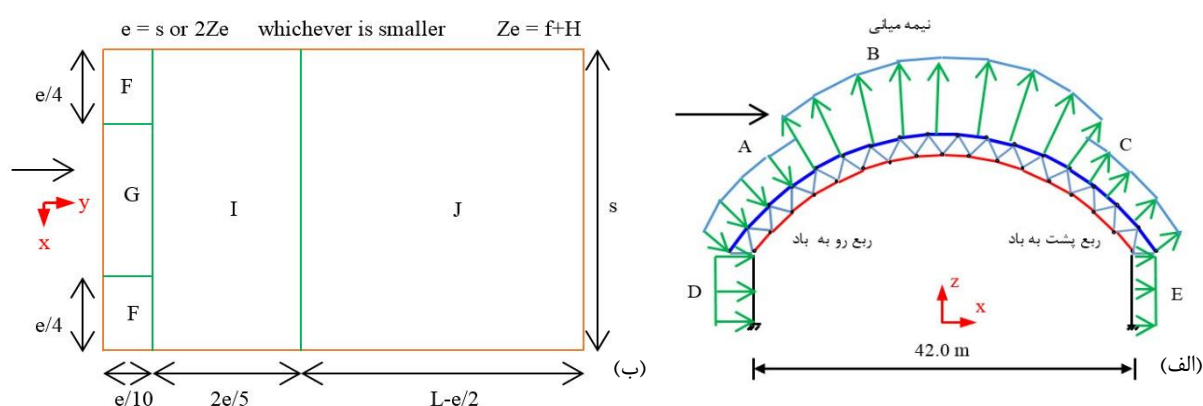 e = s or 2Ze whichever is smaller Ze = f+H
e/4
F
G
y
x
I
J
s
F
e/4
e/10
2e/5
L-e/2
(ب)
نیمه میانی
B
A
C
ربع رو به باد
ربع پشت به باد
D
E
z
x
42.0 m
(الف)